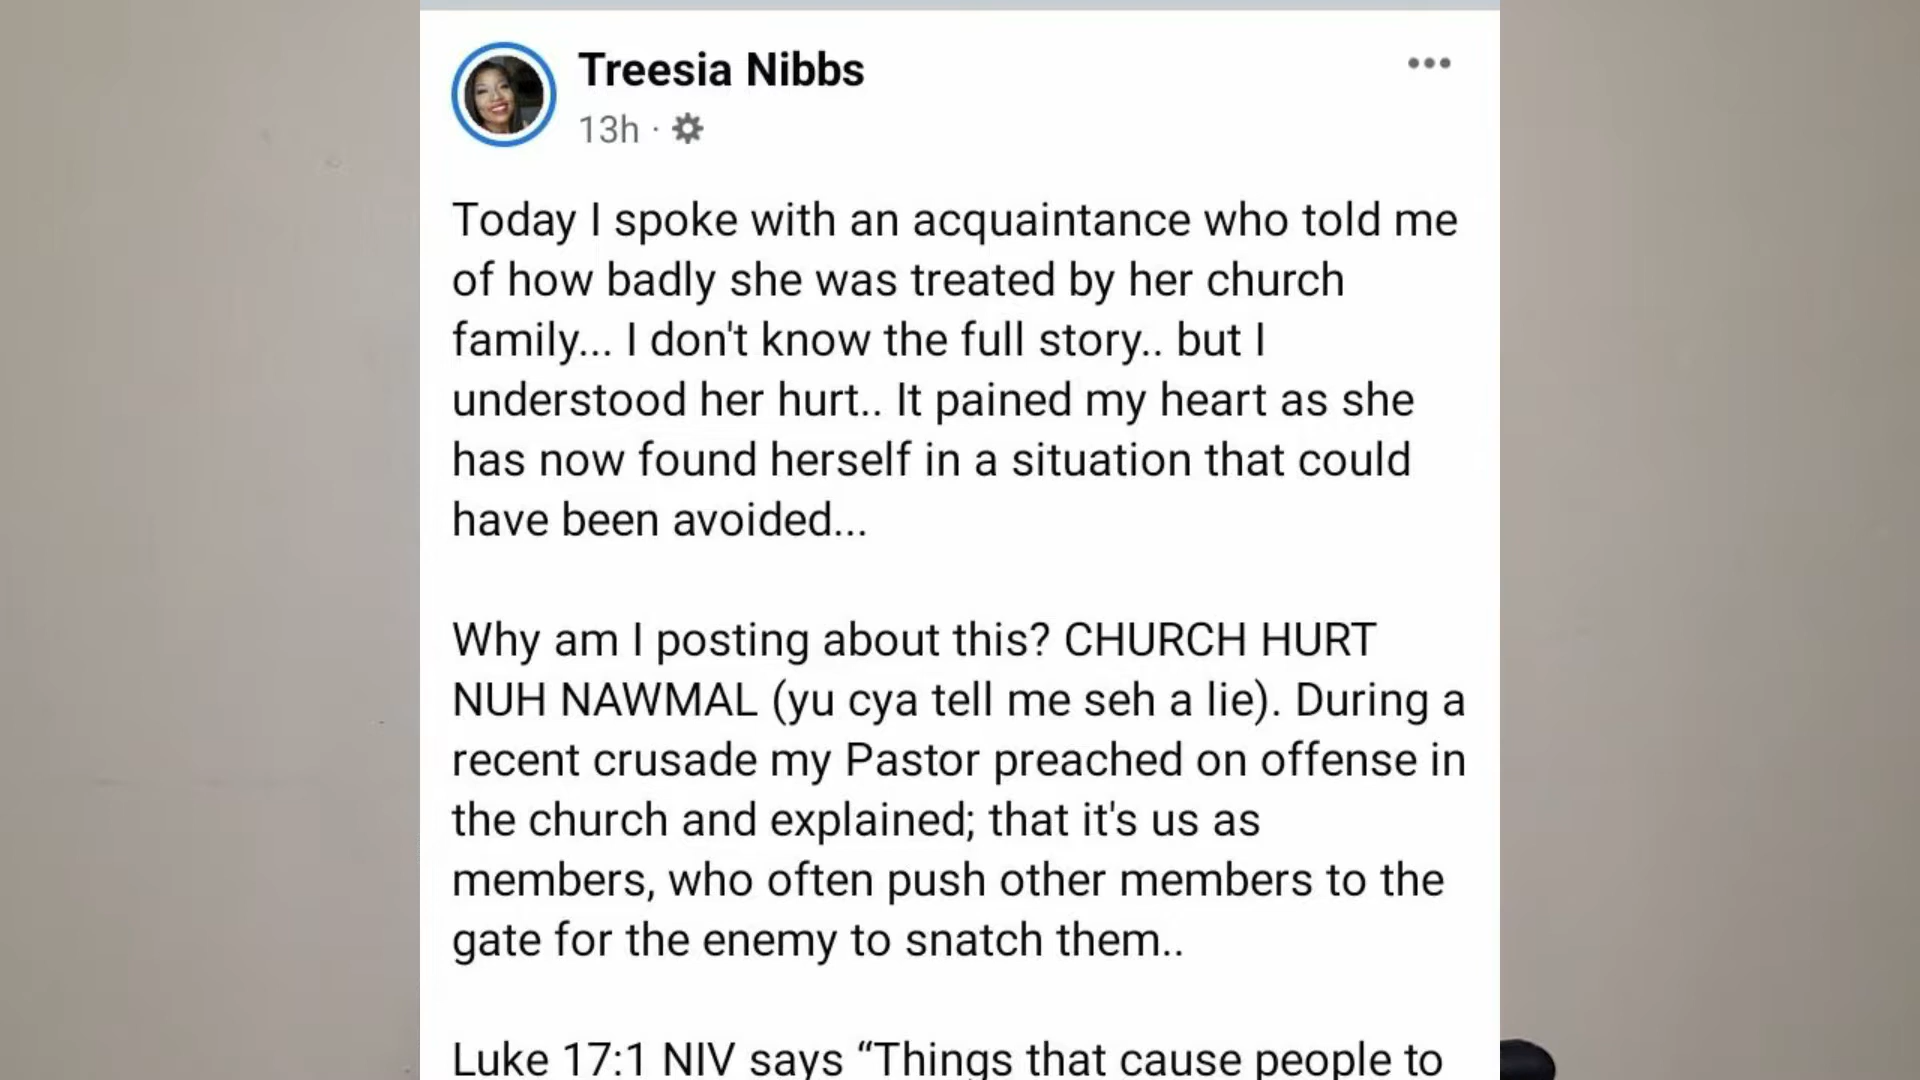 Treesia Nibbs
13h ·
Today I spoke with an acquaintance who told me
of how badly she was treated by her church
family... I don't know the full story.. but I
understood her hurt.. It pained my heart as she
has now found herself in a situation that could
have been avoided...
Why am I posting about this? CHURCH HURT
NUH NAWMAL (yu cya tell me seh a lie). During a
recent crusade my Pastor preached on offense in
the church and explained; that it's us as
members, who often push other members to the
gate for the enemy to snatch them..
Luke 17:1 NIV says “Things that cause people to